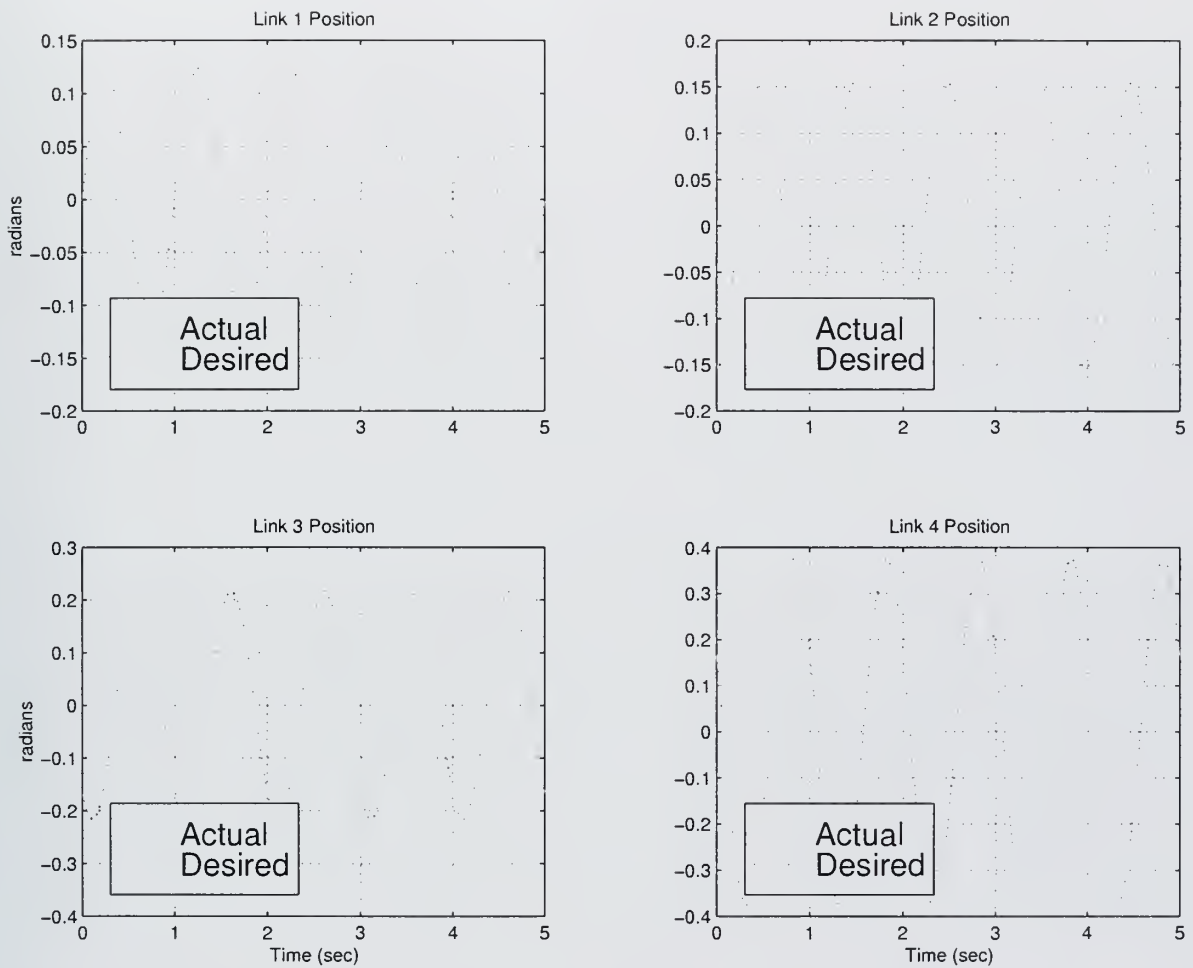 Link 1 Position
0.15
0.1
0.05
0
−0.05
−0.1
−0.15
−0.2
radians
0 1 2 3 4 5
Actual
Desired
Link 2 Position
0.2
0.15
0.1
0.05
0
−0.05
−0.1
−0.15
−0.2
0 1 2 3 4 5
Actual
Desired
Link 3 Position
0.3
0.2
0.1
0
−0.1
−0.2
−0.3
−0.4
radians
0 1 2 3 4 5
Time (sec)
Actual
Desired
Link 4 Position
0.4
0.3
0.2
0.1
0
−0.1
−0.2
−0.3
−0.4
0 1 2 3 4 5
Time (sec)
Actual
Desired